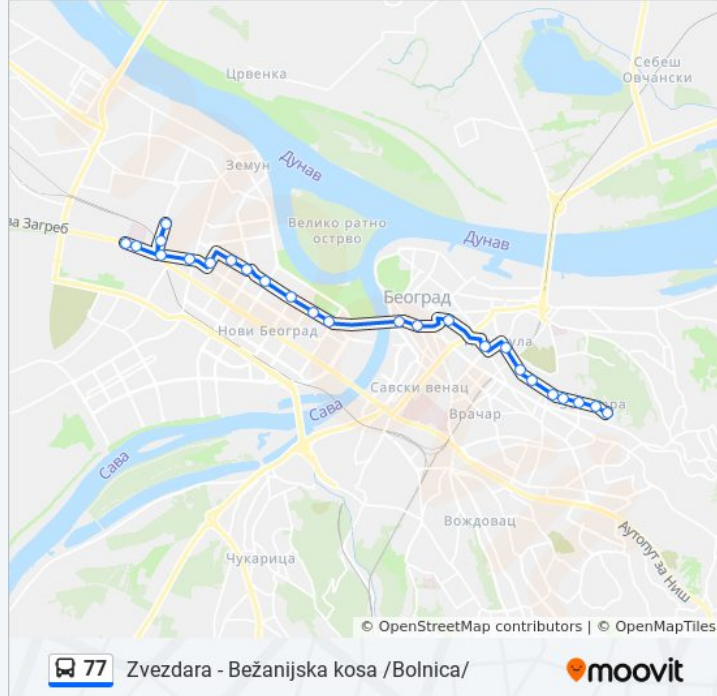 Себеш
Овчански
Црвенка
Дунав
Земун
Велико ратно
острво
Загреб
Дунав
Београд
Нови Београд
Савски венац
Сава
Врачар
Сава
Вождовац
Аутопут за Ниш
Чукарица
© OpenStreetMap contributors | © OpenMapTiles
77 Zvezdara - Bežanijska kosa /Bolnica/
moovit